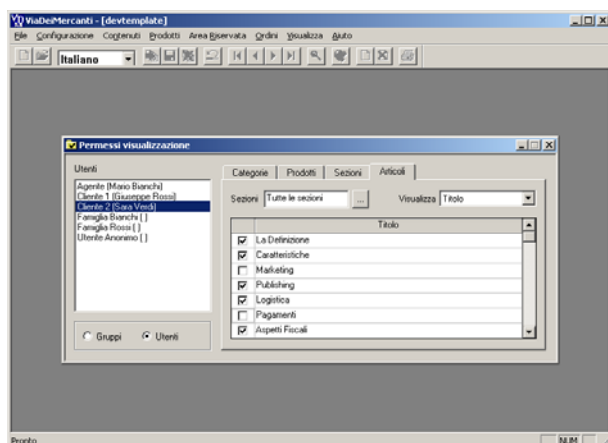 ViaDeiMercanti - [devtemplate]
File Configurazione Contenuti Prodotti Area Riservata Ordini Visualizza Aiuto
Italiano
Permessi visualizzazione
Utenti
Agente (Mario Bianchi)
Cliente 1 (Giuseppe Rossi)
Cliente 2 (Sara Verdi)
Famiglia Bianchi ( )
Famiglia Rossi ( )
Utente Anonimo ( )
Gruppi Utenti
Categorie Prodotti Sezioni Articoli
Sezioni Tutte le sezioni ... Visualizza Titolo
Titolo
La Definizione
Caratteristiche
Marketing
Publishing
Logistica
Pagamenti
Aspetti Fiscali
Pronto NUM